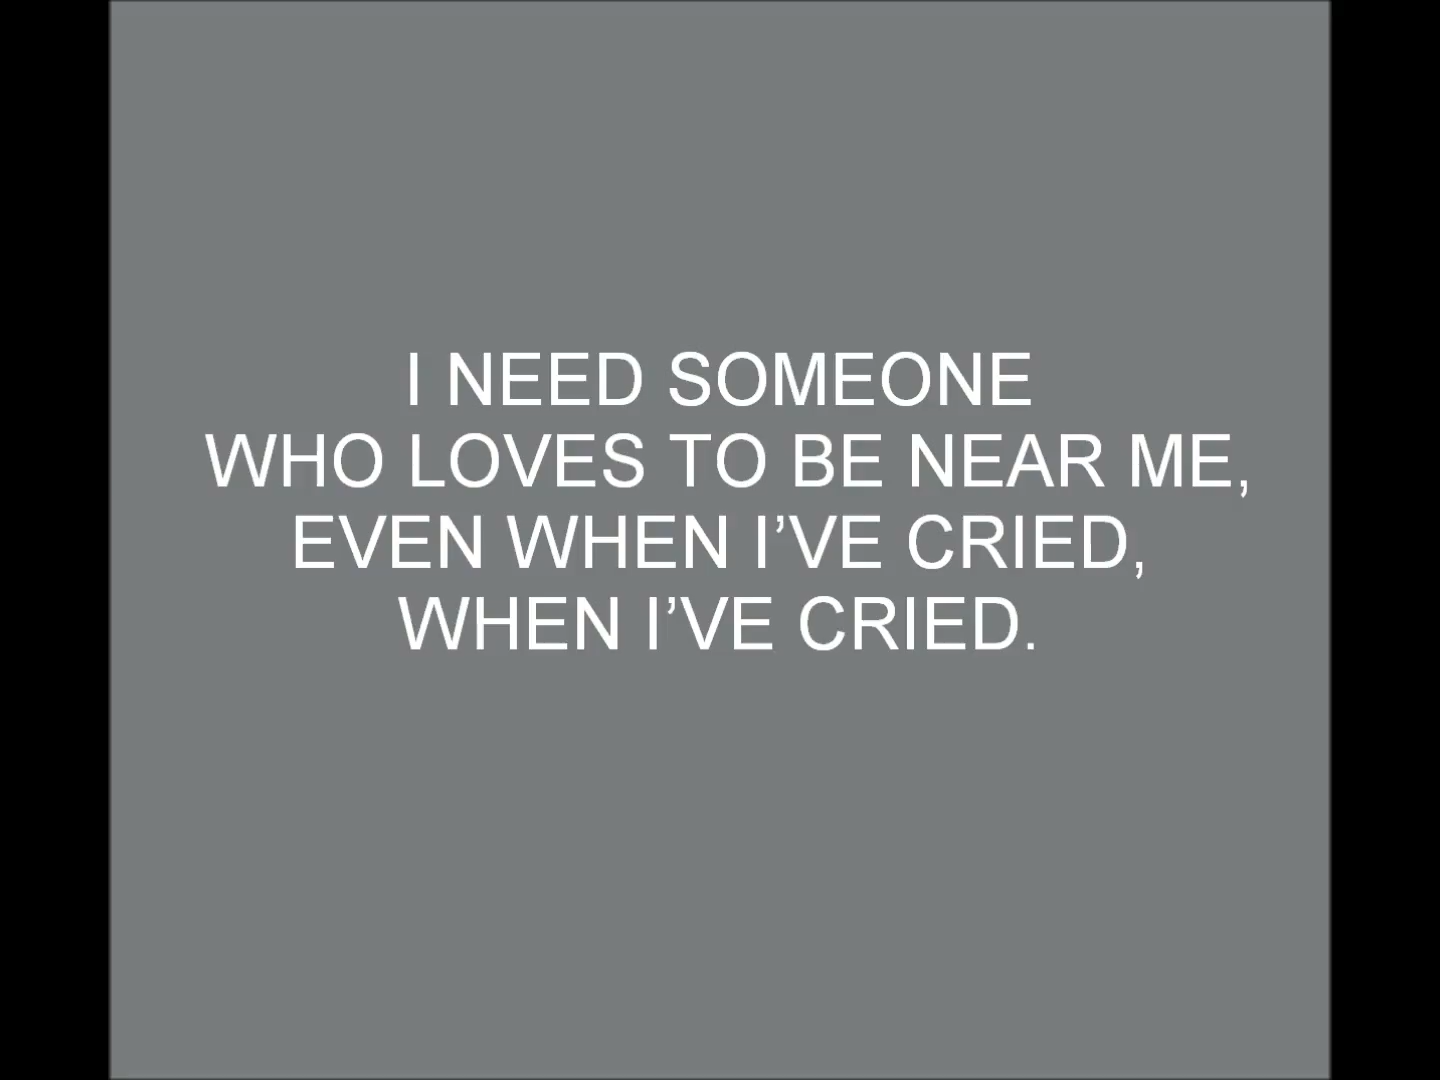 I NEED SOMEONE
WHO LOVES TO BE NEAR ME,
EVEN WHEN I’VE CRIED,
WHEN I’VE CRIED.